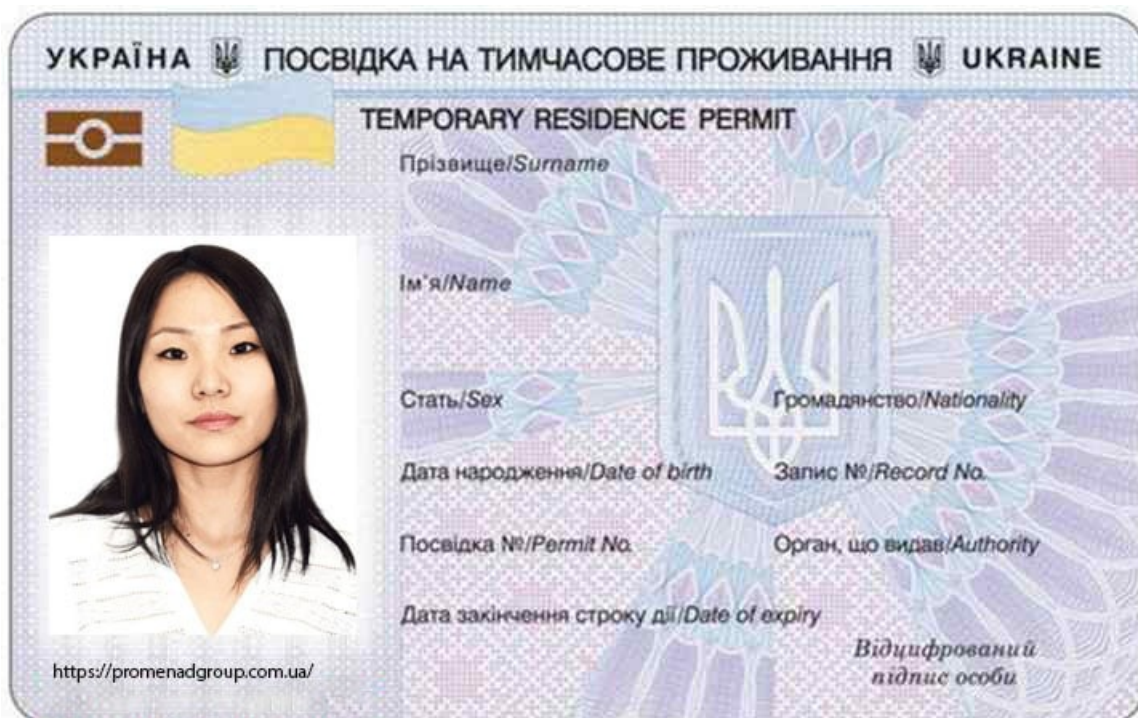 УКРАЇНА ПОСВІДКА НА ТИМЧАСОВЕ ПРОЖИВАННЯ UKRAINE
TEMPORARY RESIDENCE PERMIT
Прізвище/Surname
Ім'я/Name
Стать/Sex Громадянство/Nationality
Дата народження/Date of birth Запис №/Record No.
Посвідка №/Permit No. Орган, що видав/Authority
Дата закінчення строку дії/Date of expiry
Відцифрований
підпис особи
https://promenadgroup.com.ua/